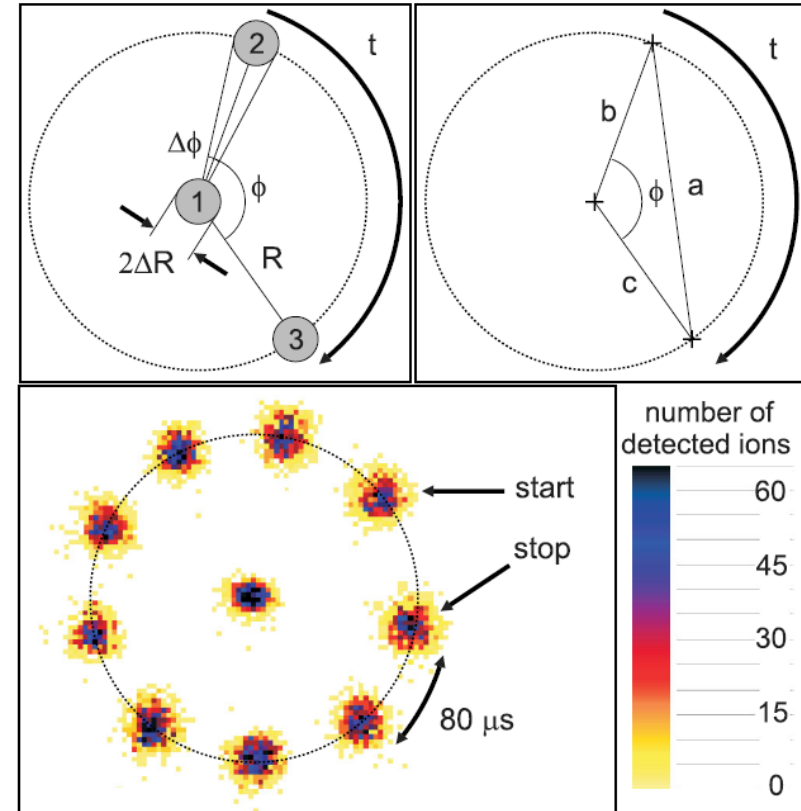 2
t
Δϕ
1
ϕ
2ΔR
R
3
t
b
ϕ
a
c
number of
detected ions
start
60
stop
45
30
80 μs
15
0